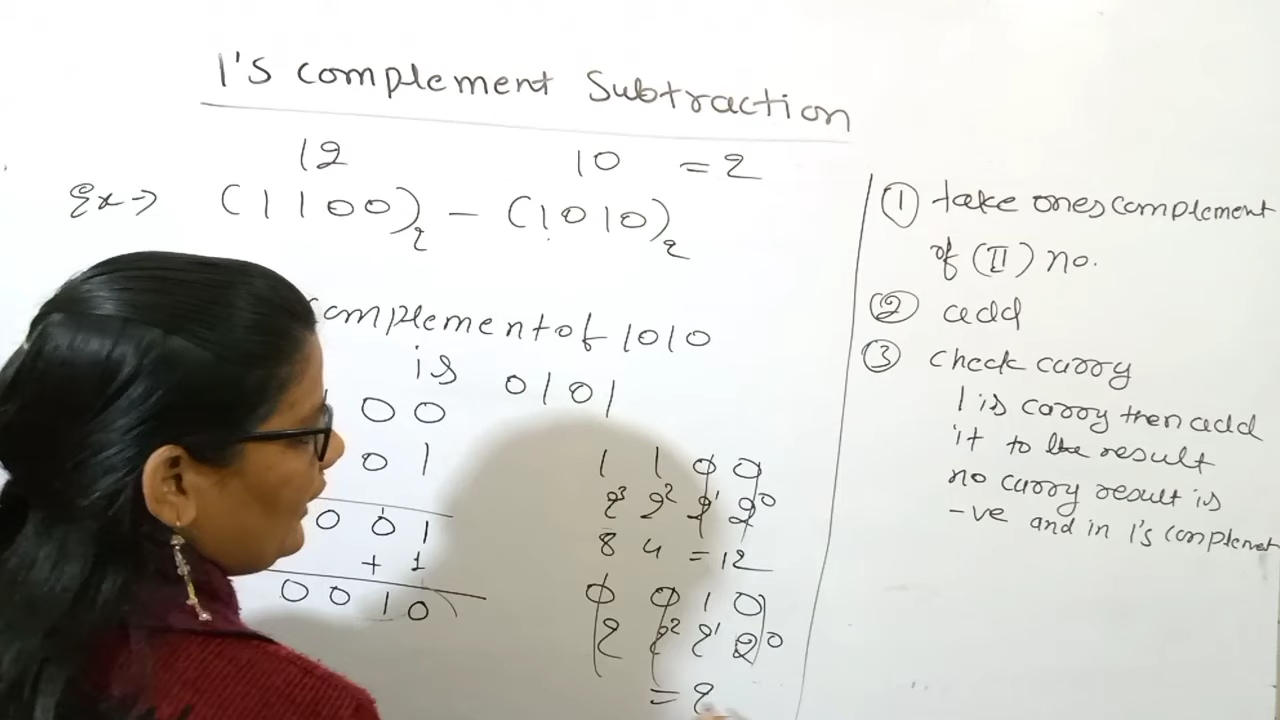 1's complement Subtraction
12 10 = 2
Ex → (1100)₂ - (1010)₂
omplement of 1010
is 0101
00
01
001
+ 1
0010
1 1 0 0
2³ 2² 2¹ 2⁰
8 4 = 12
0 0 1 0
2 2² 2¹ 2⁰
= 2
① take ones complement
of (II) no.
② add
③ check carry
1 is carry then add
it to the result
no carry result is
-ve and in 1's complement